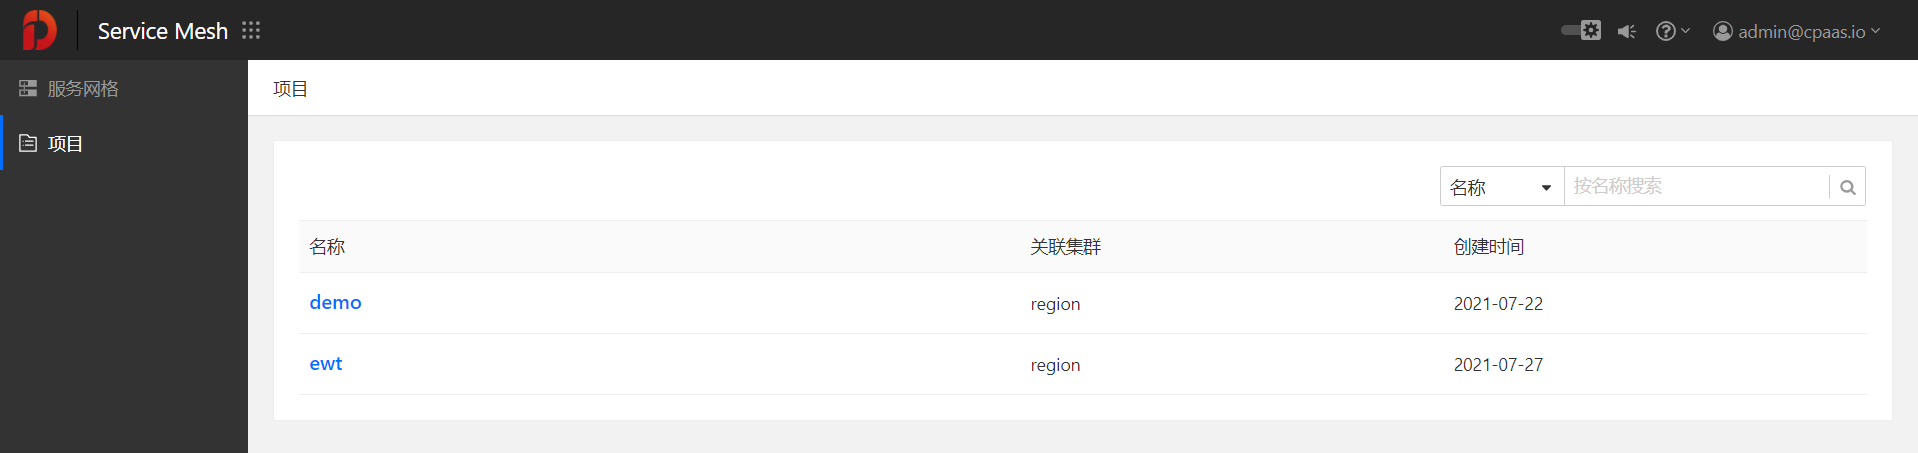 Service Mesh
admin@cpaas.io
服务网格
项目
项目
名称
按名称搜索
名称 关联集群 创建时间
demo region 2021-07-22
ewt region 2021-07-27